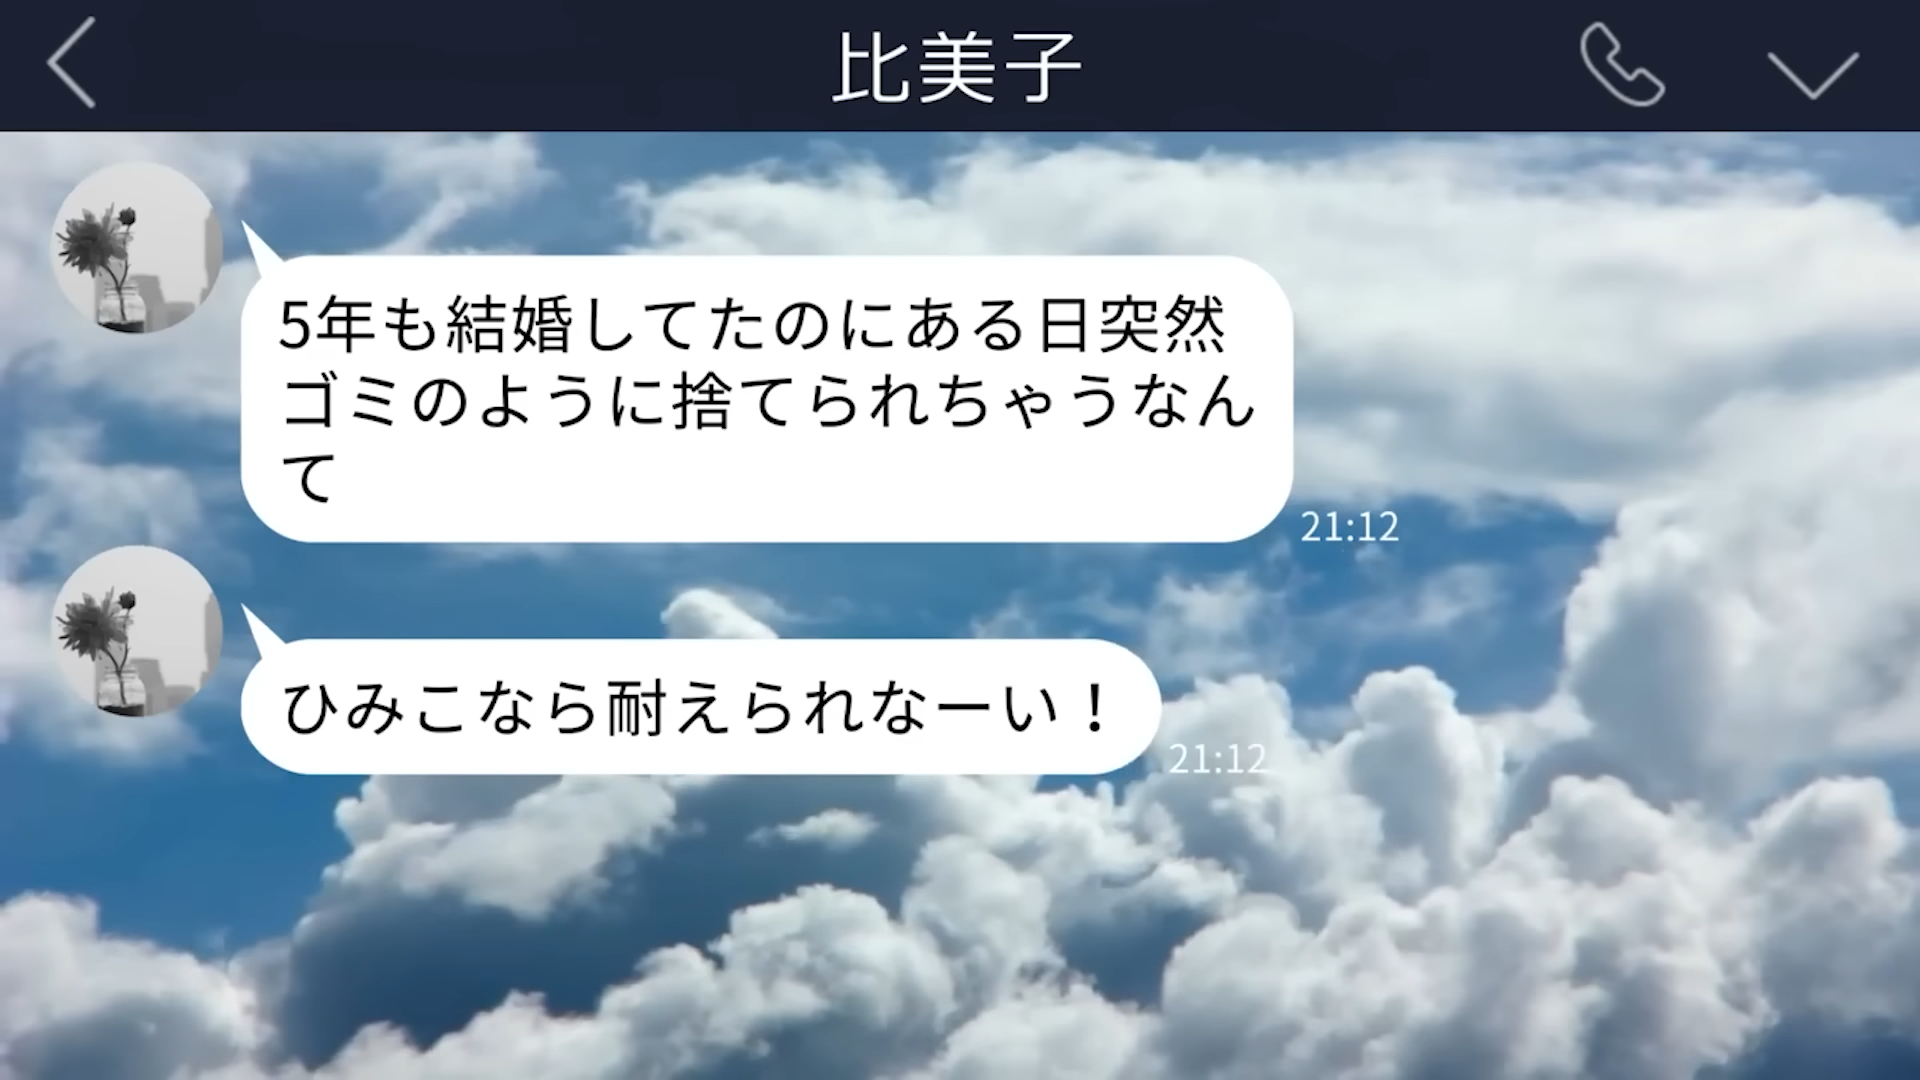 比美子
5年も結婚してたのにある日突然
ゴミのように捨てられちゃうなん
て
21:12
ひみこなら耐えられなーい！
21:12